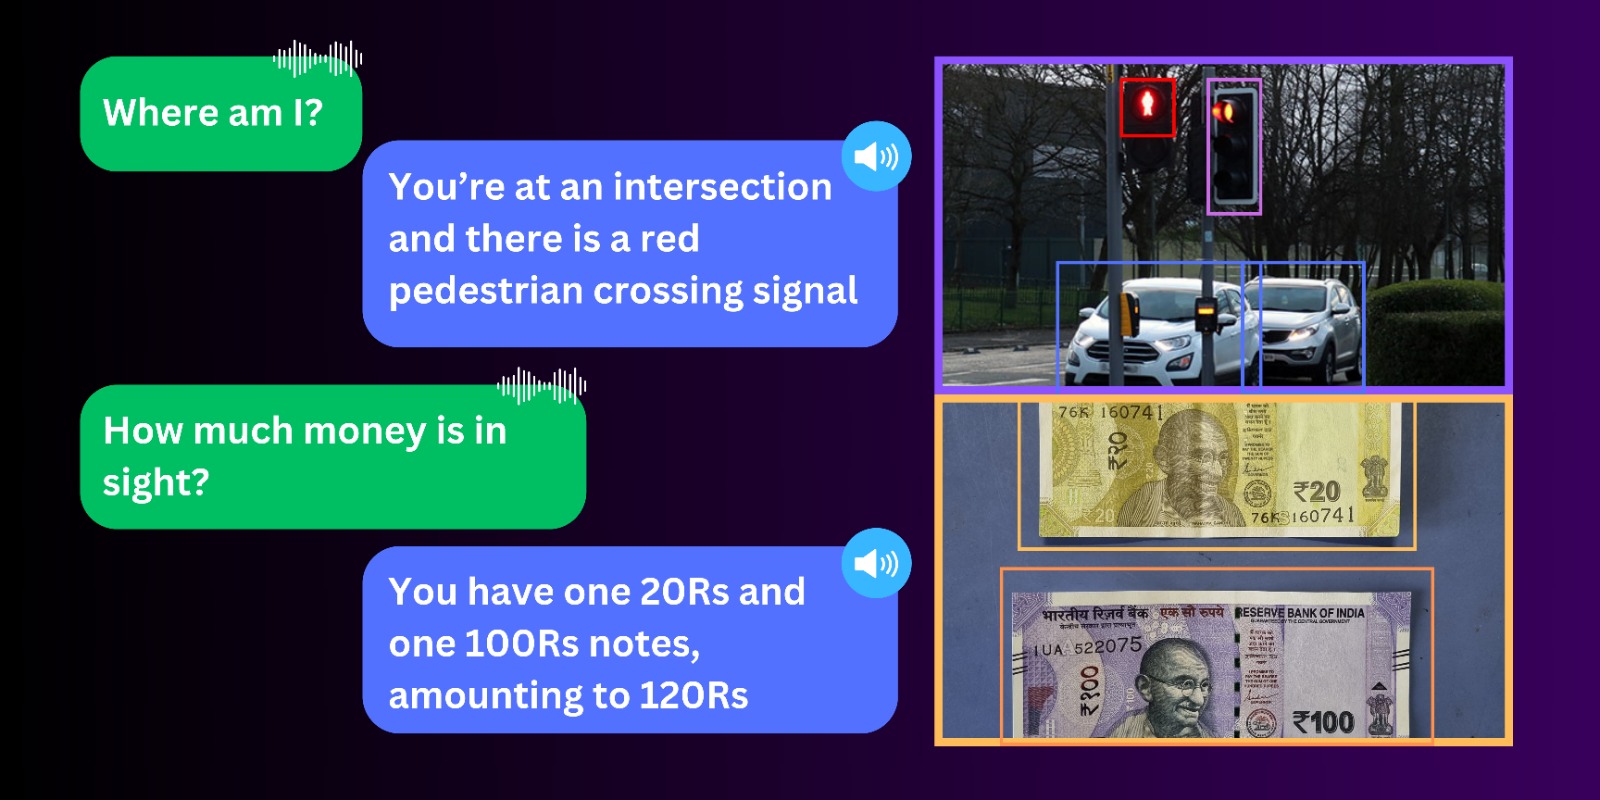 Where am I?
You’re at an intersection
and there is a red
pedestrian crossing signal
How much money is in
sight?
You have one 20Rs and
one 100Rs notes,
amounting to 120Rs
76K 160741
₹२०
₹20
20
76K 160741
भारतीय रिज़र्व बैंक
एक सौ रुपये
RESERVE BANK OF INDIA
1UA 522075
₹१००
100
₹100